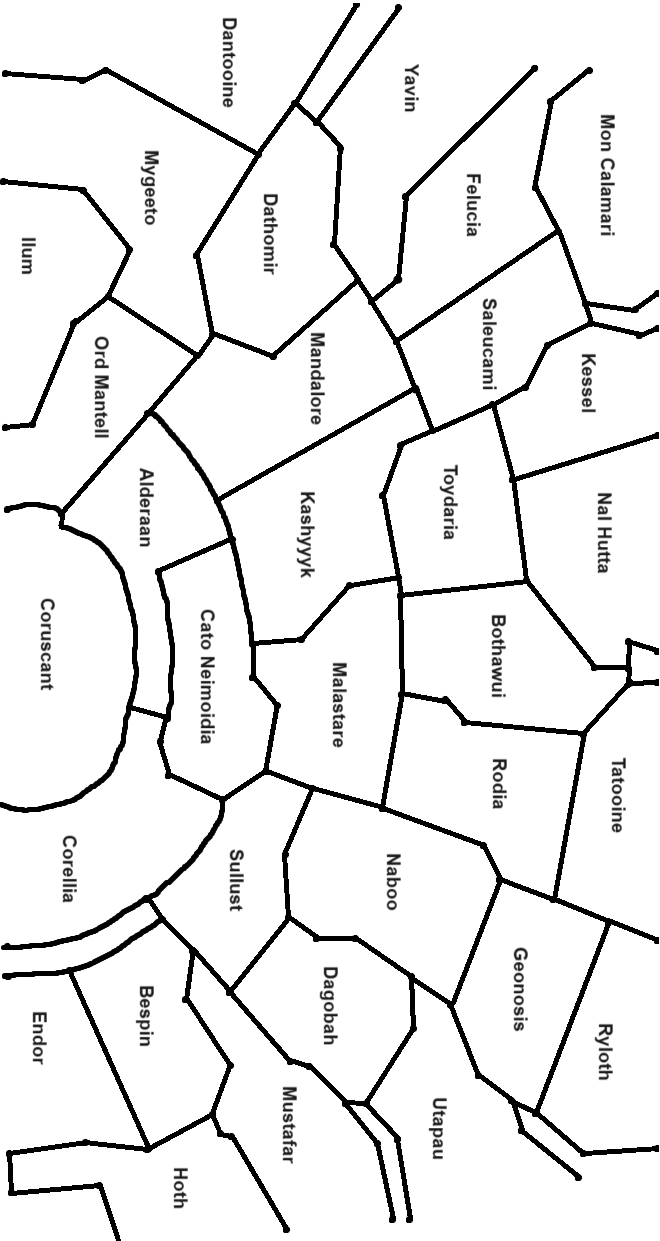 Dantooine
Yavin
Mon Calamari
Mygeeto
Felucia
Dathomir
Ilum
Saleucami
Mandalore
Kessel
Ord Mantell
Toydaria
Alderaan
Kashyyyk
Nal Hutta
Coruscant
Cato Neimoidia
Bothawui
Malastare
Rodia
Tatooine
Corellia
Sullust
Naboo
Geonosis
Dagobah
Bespin
Endor
Ryloth
Mustafar
Utapau
Hoth